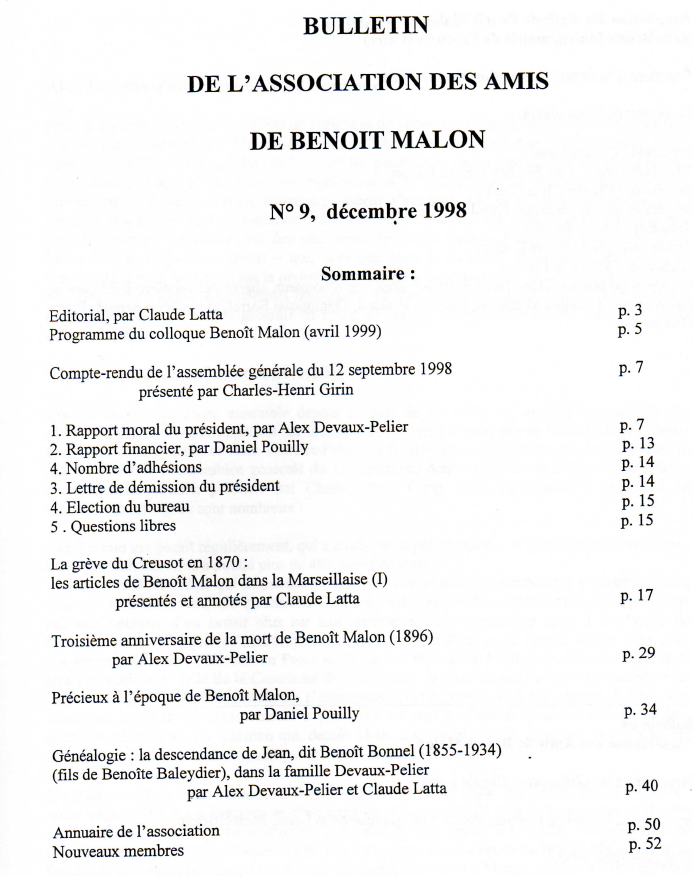 BULLETIN
DE L'ASSOCIATION DES AMIS
DE BENOIT MALON
N° 9, décembre 1998
Sommaire :
Editorial, par Claude Latta p. 3
Programme du colloque Benoît Malon (avril 1999) p. 5
Compte-rendu de l'assemblée générale du 12 septembre 1998 p. 7
présenté par Charles-Henri Girin
1. Rapport moral du président, par Alex Devaux-Pelier p. 7
2. Rapport financier, par Daniel Pouilly p. 13
4. Nombre d'adhésions p. 14
3. Lettre de démission du président p. 14
4. Election du bureau p. 15
5 . Questions libres p. 15
La grève du Creusot en 1870 :
les articles de Benoît Malon dans la Marseillaise (I)
présentés et annotés par Claude Latta p. 17
Troisième anniversaire de la mort de Benoît Malon (1896)
par Alex Devaux-Pelier p. 29
Précieux à l'époque de Benoît Malon,
par Daniel Pouilly p. 34
Généalogie : la descendance de Jean, dit Benoît Bonnel (1855-1934)
(fils de Benoîte Baleydier), dans la famille Devaux-Pelier
par Alex Devaux-Pelier et Claude Latta p. 40
Annuaire de l'association p. 50
Nouveaux membres p. 52